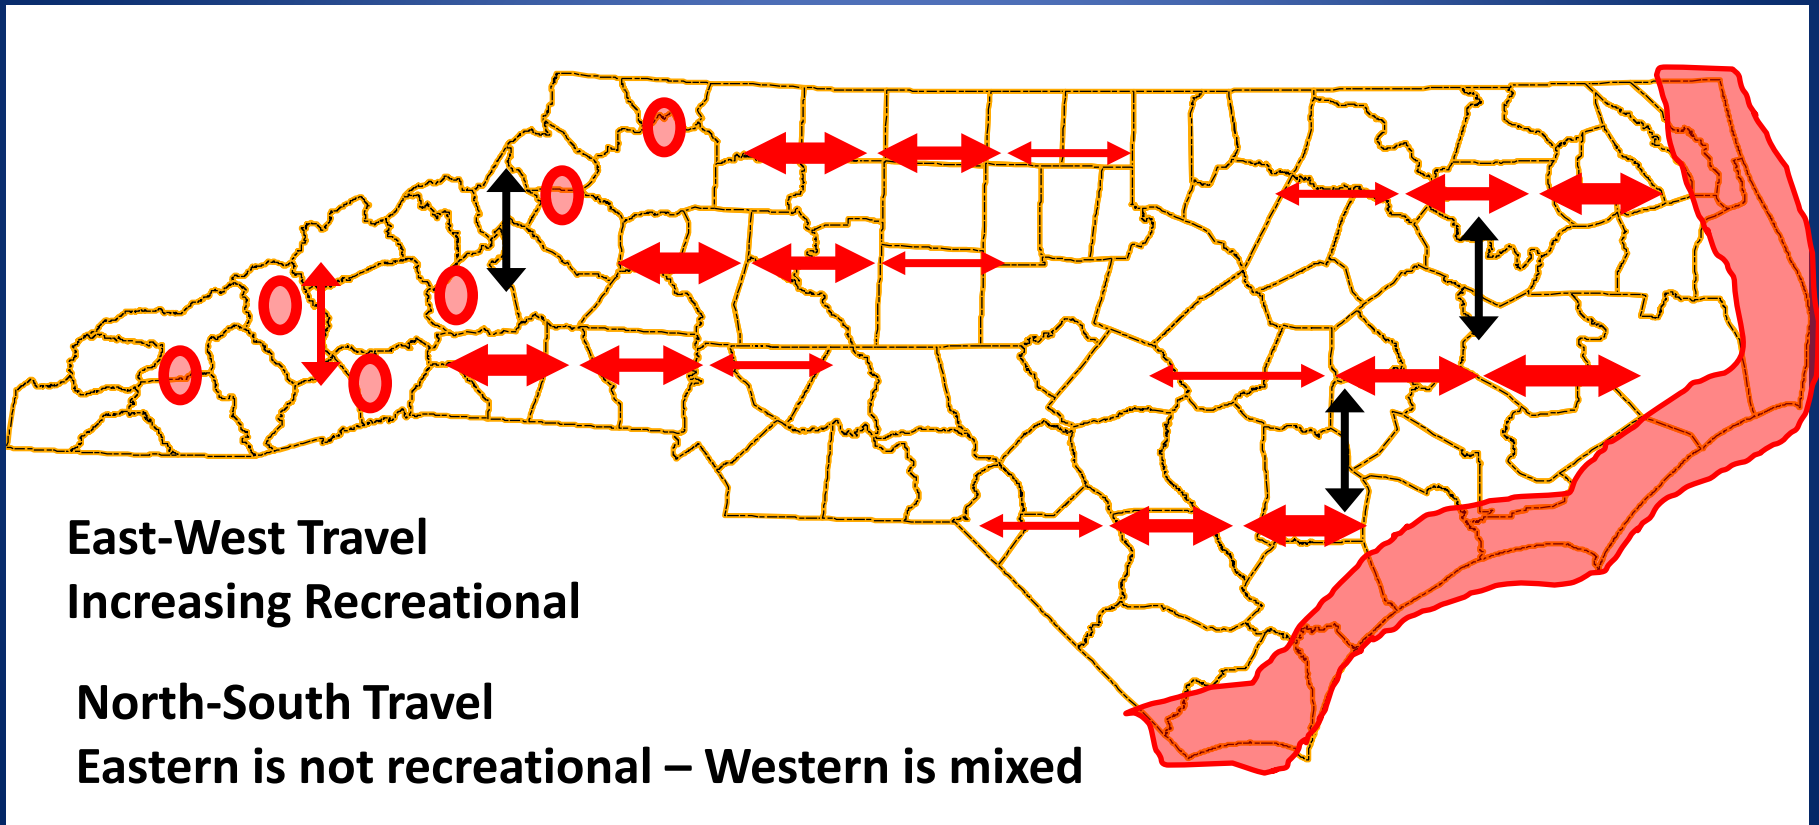 East-West Travel
Increasing Recreational
North-South Travel
Eastern is not recreational – Western is mixed